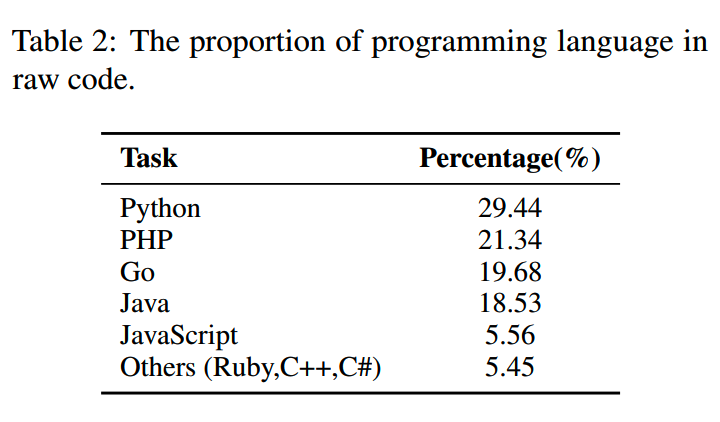 Table 2: The proportion of programming language in
raw code.
Task Percentage(%)
Python 29.44
PHP 21.34
Go 19.68
Java 18.53
JavaScript 5.56
Others (Ruby,C++,C#) 5.45